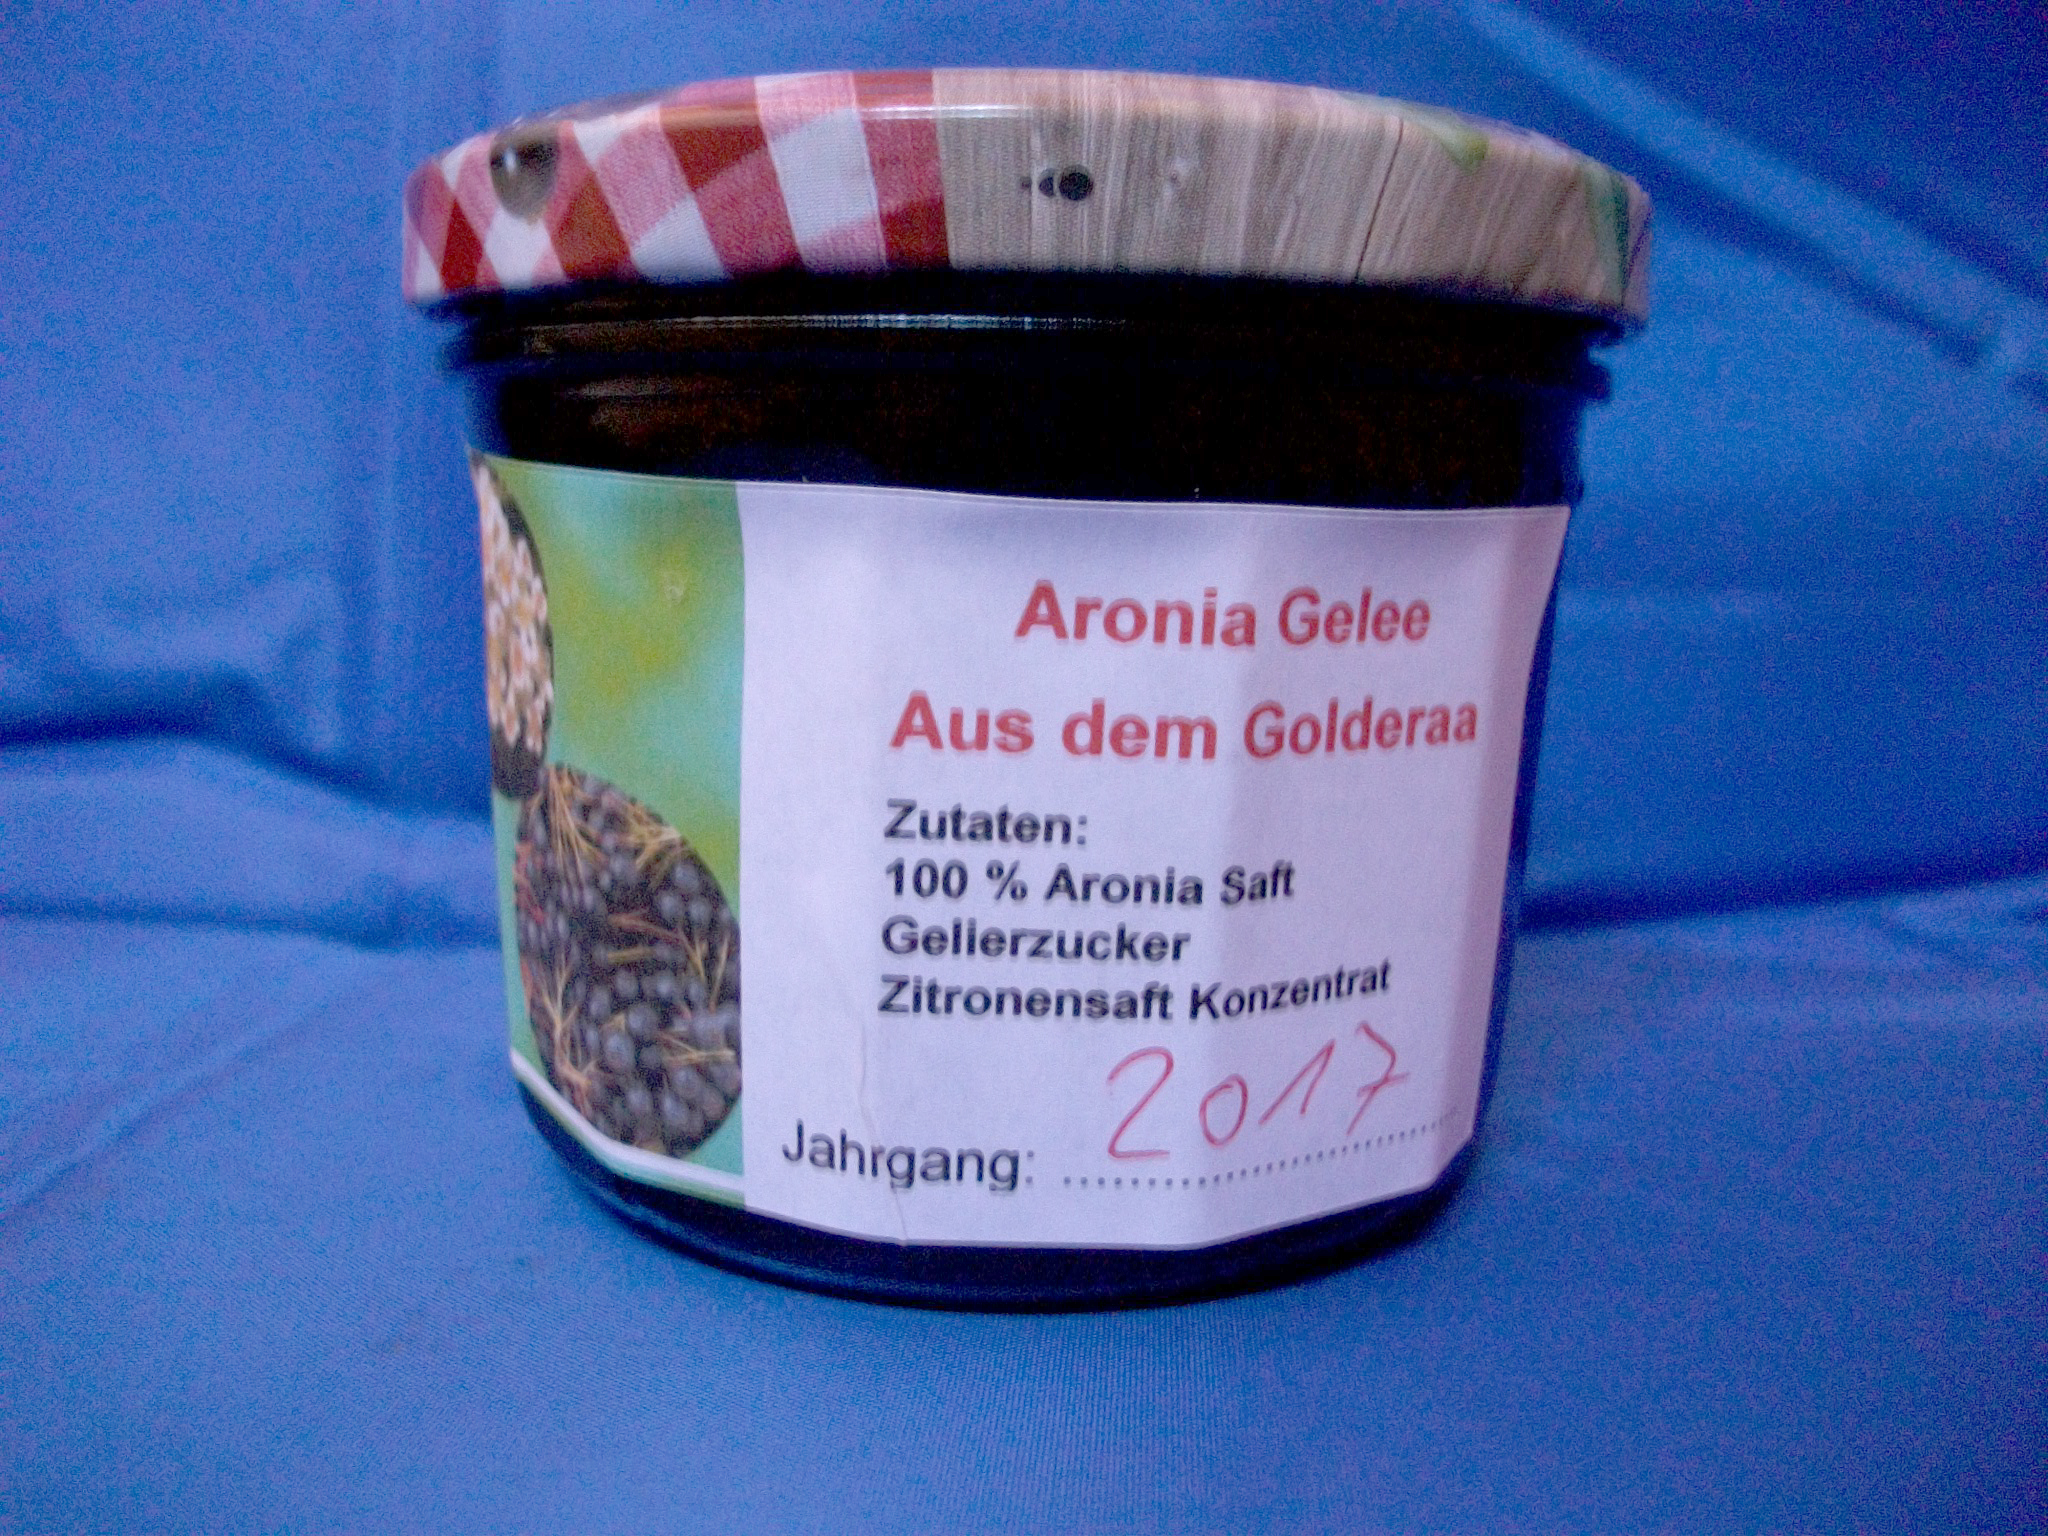 Aronia Gelee
Aus dem Golderaa
Zutaten:
100 % Aronia Saft
Gelierzucker
Zitronensaft Konzentrat
2017
Jahrgang: ..............................